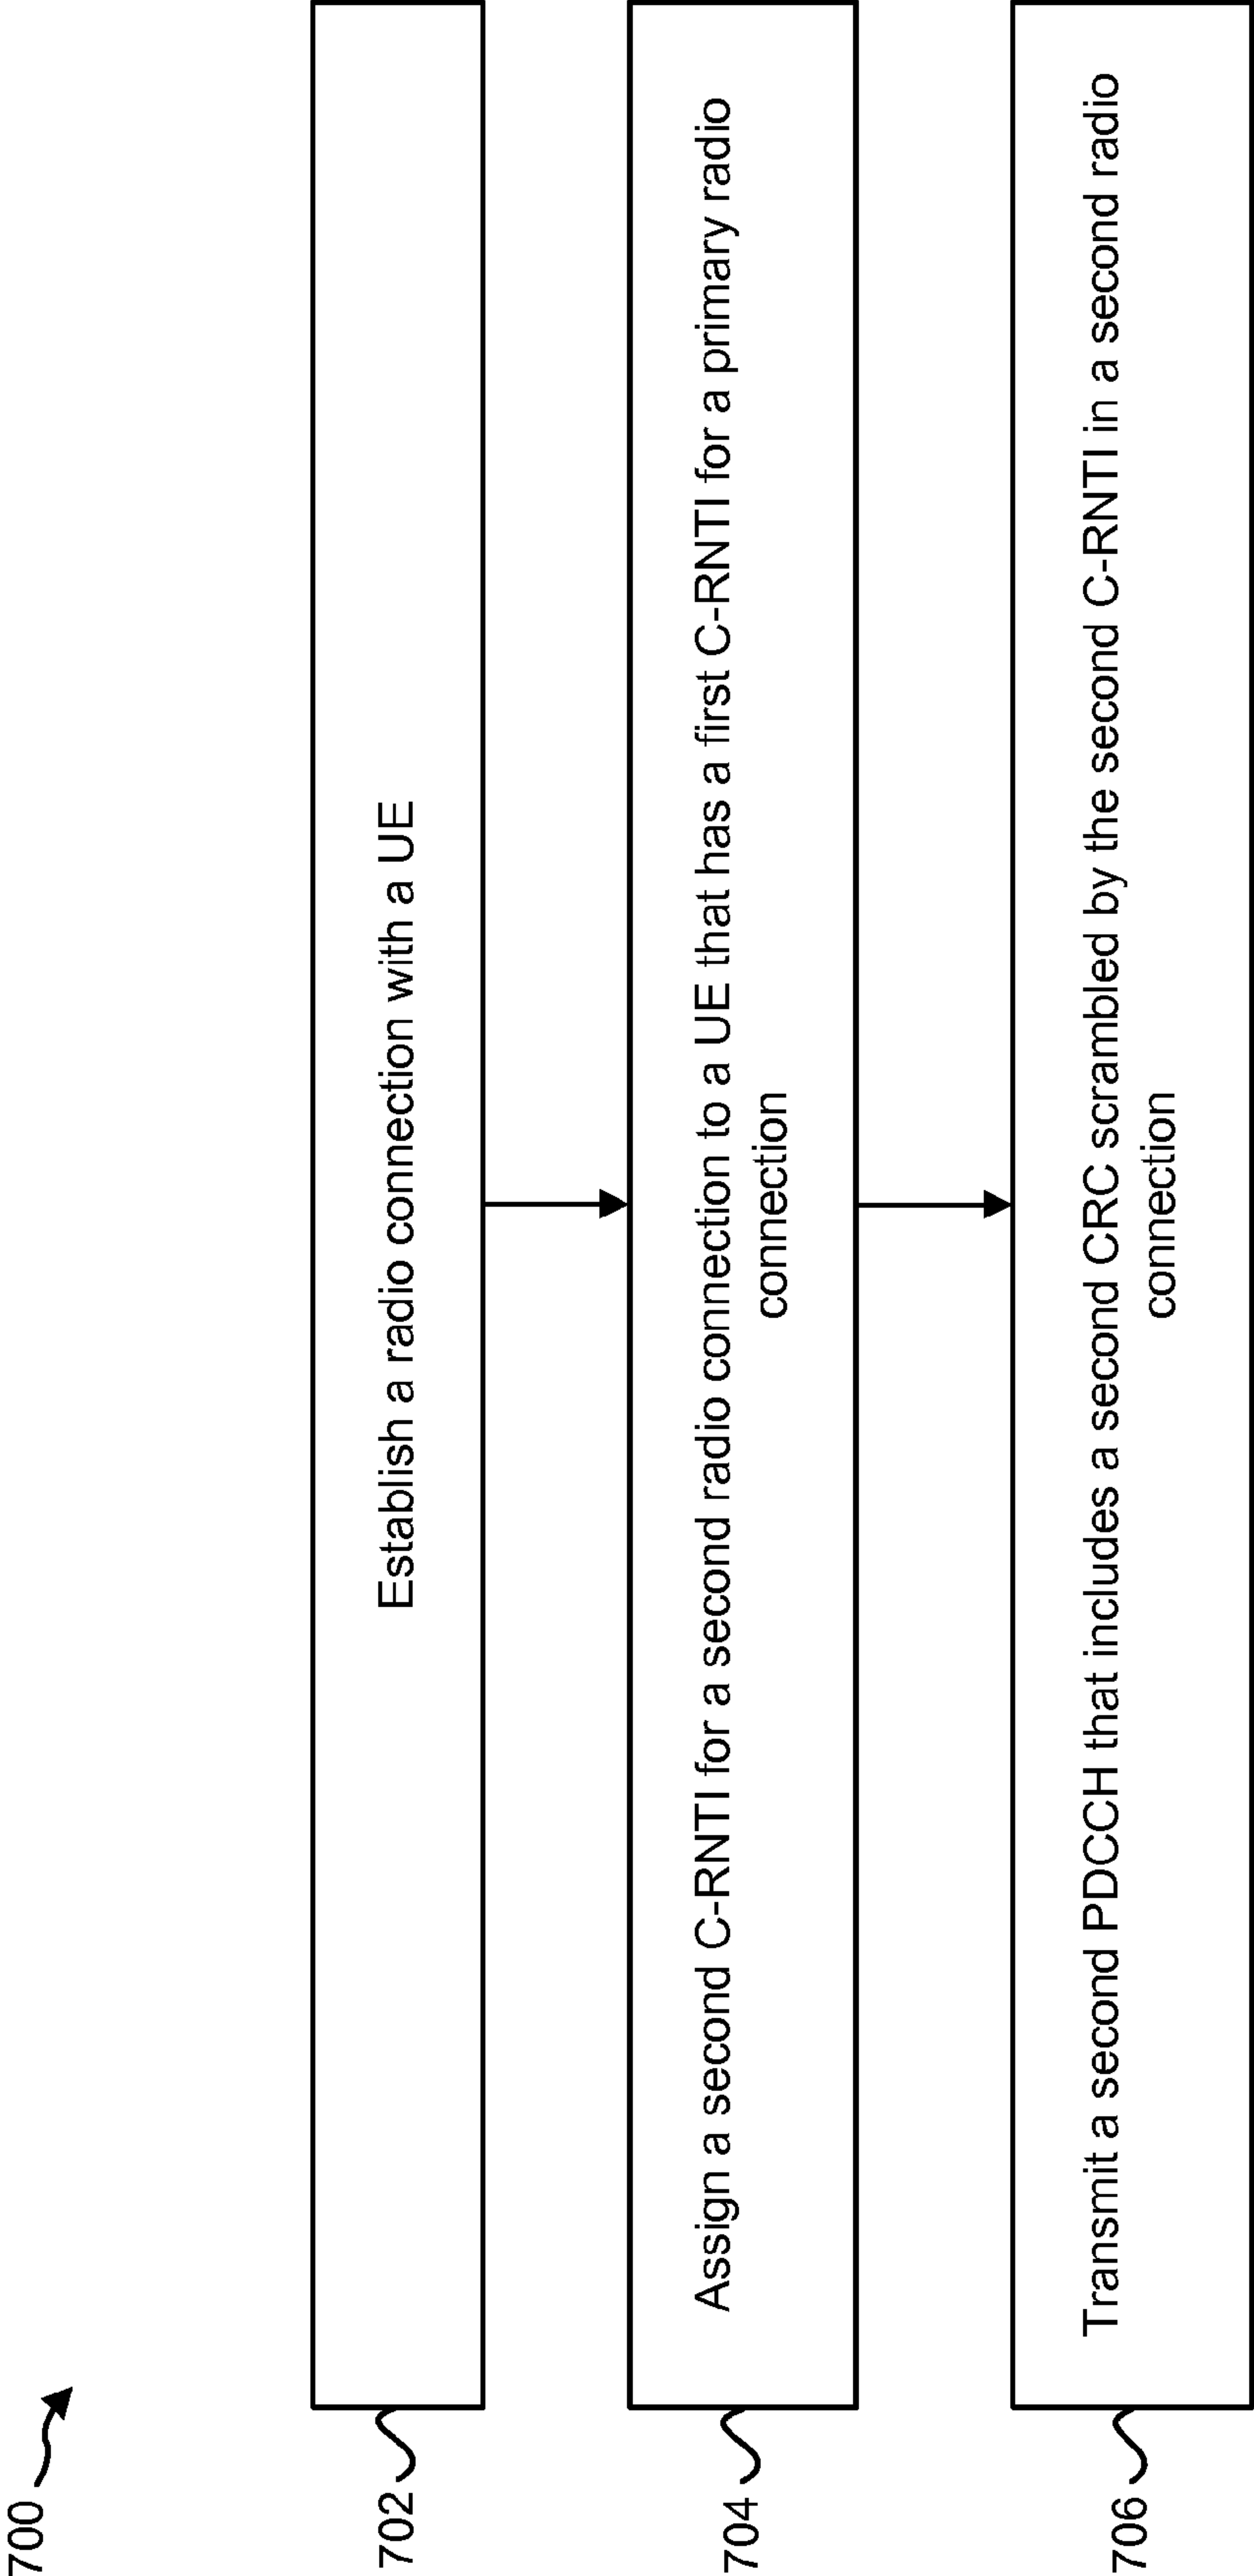 700
702
Establish a radio connection with a UE
704
Assign a second C-RNTI for a second radio connection to a UE that has a first C-RNTI for a primary radio
connection
706
Transmit a second PDCCH that includes a second CRC scrambled by the second C-RNTI in a second radio
connection